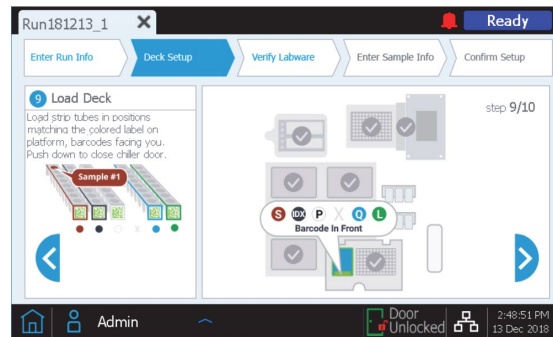 Run181213_1
Ready
Enter Run Info
Deck Setup
Verify Labware
Enter Sample Info
Confirm Setup
9 Load Deck
Load strip tubes in positions
matching the colored label on
platform, barcodes facing you.
Push down to close chiller door.
Sample #1
X
step 9/10
S IDX P X Q L
Barcode In Front
Admin
Door
Unlocked
2:48:51 PM
13 Dec 2018